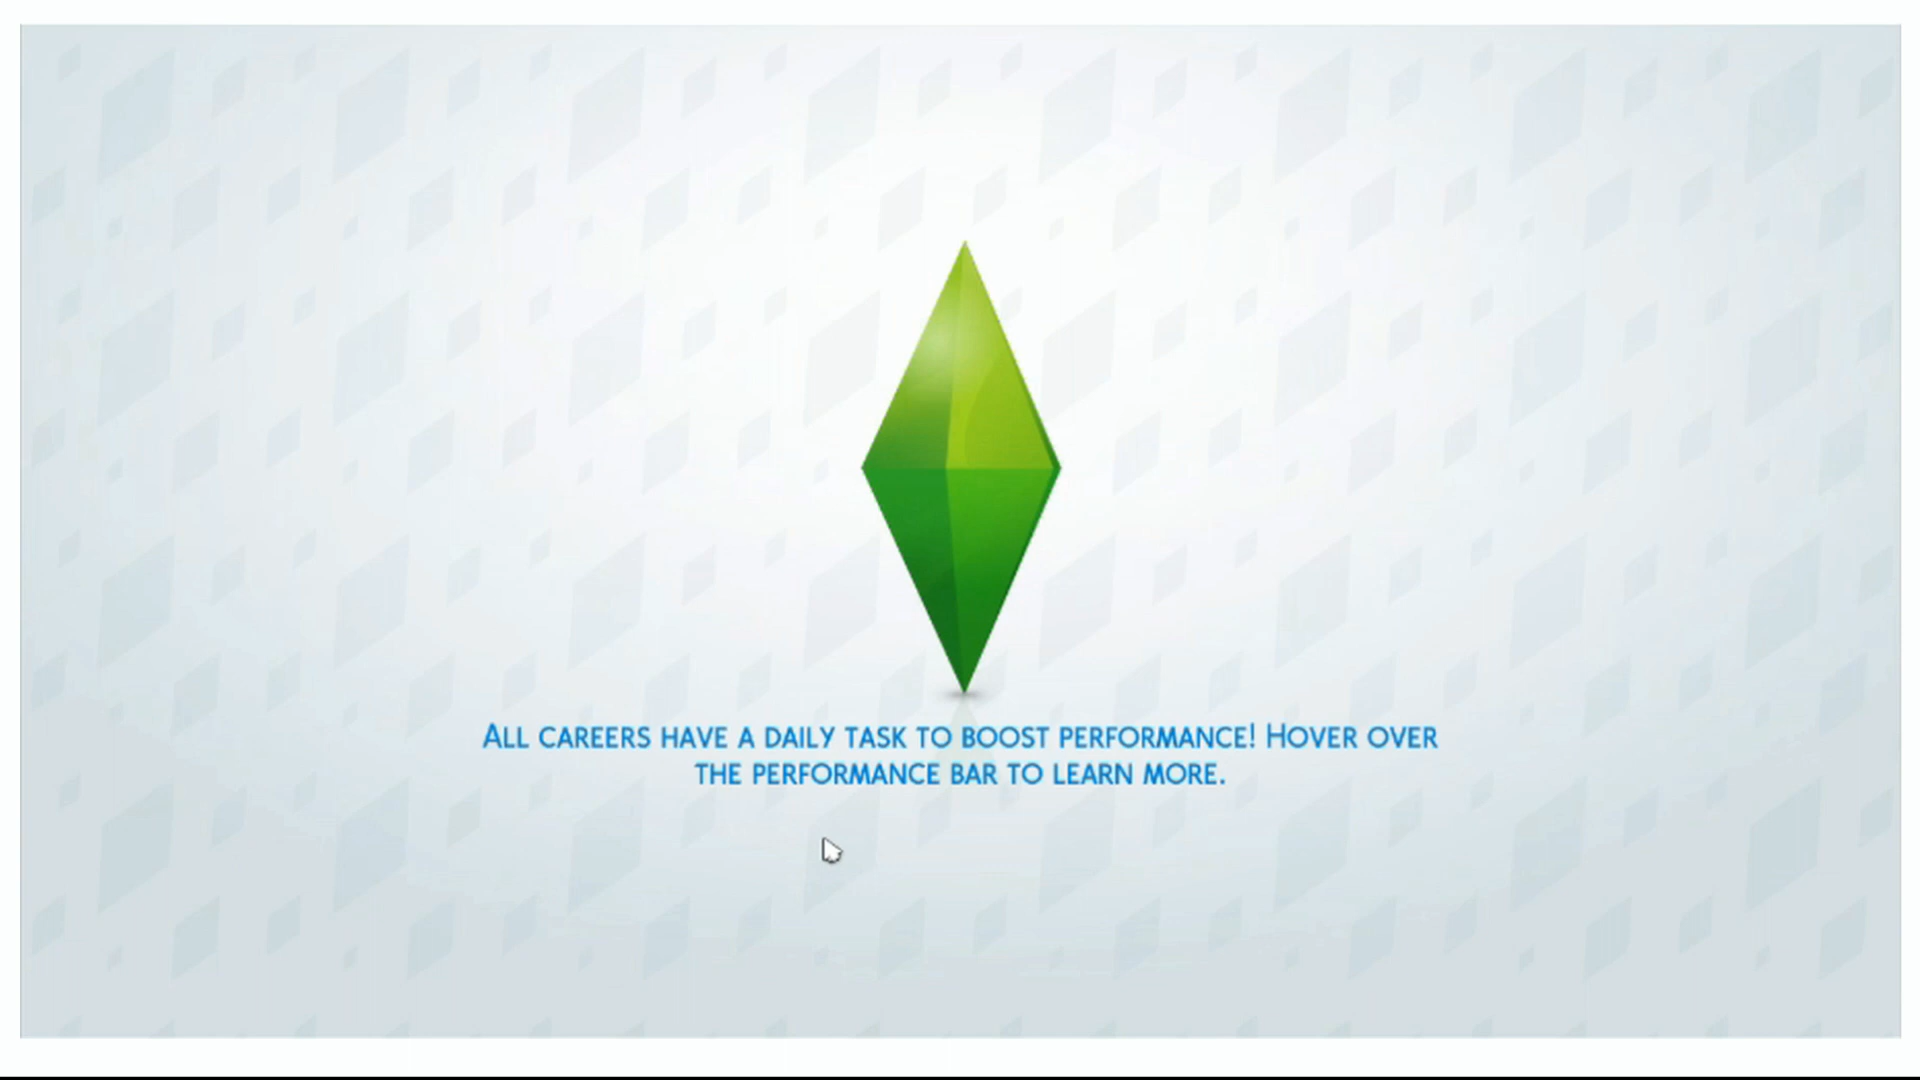 All careers have a daily task to boost performance! Hover over
the performance bar to learn more.